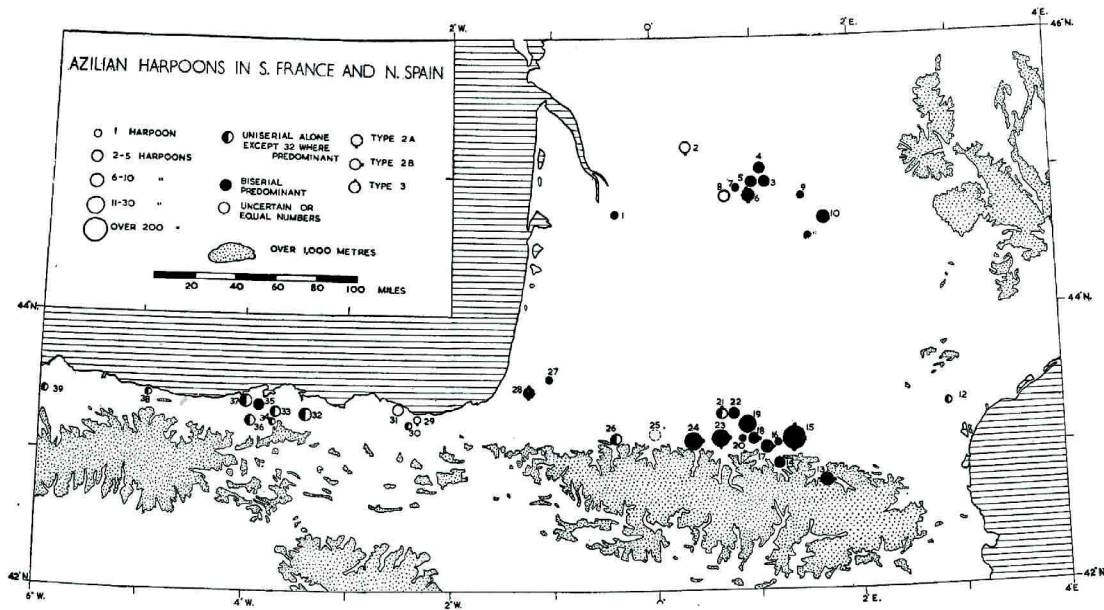 2°W.
0°
2°E.
4°E.
46°N.
AZILIAN HARPOONS IN S. FRANCE AND N. SPAIN
1 HARPOON
2-5 HARPOONS
6-10 "
11-30 "
OVER 200 "
UNISERIAL ALONE
EXCEPT 32 WHERE
PREDOMINANT
BISERIAL
PREDOMINANT
UNCERTAIN OR
EQUAL NUMBERS
TYPE 2A
TYPE 2B
TYPE 3
OVER 1,000 METRES
20 40 60 80 100 MILES
44°N.
44°N.
2
4
5
3
7
8
6
9
10
1
39
38
37
35
34
33
36
32
31
29
30
28
27
12
26
25
24
21
22
23
19
20
18
17
16
15
13
42°N.
6°W.
4°W.
2°W.
2°E.
4°E
42°N.